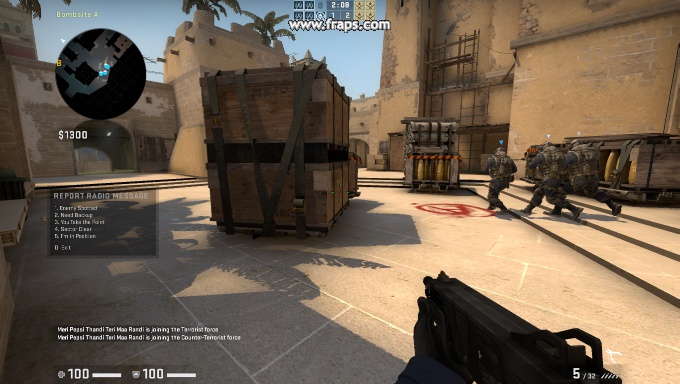 Bombsite A
2:08
1 2
www.fraps.com
B
$1300
REPORT RADIO MESSAGE
1. Enemy Spotted
2. Need Backup
3. You Take the Point
4. Sector Clear
5. I'm in Position
0. Exit
Meri Pepsi Thandi Teri Maa Randi is joining the Terrorist force
Meri Pepsi Thandi Teri Maa Randi is joining the Counter-Terrorist force
100 100 5 / 32